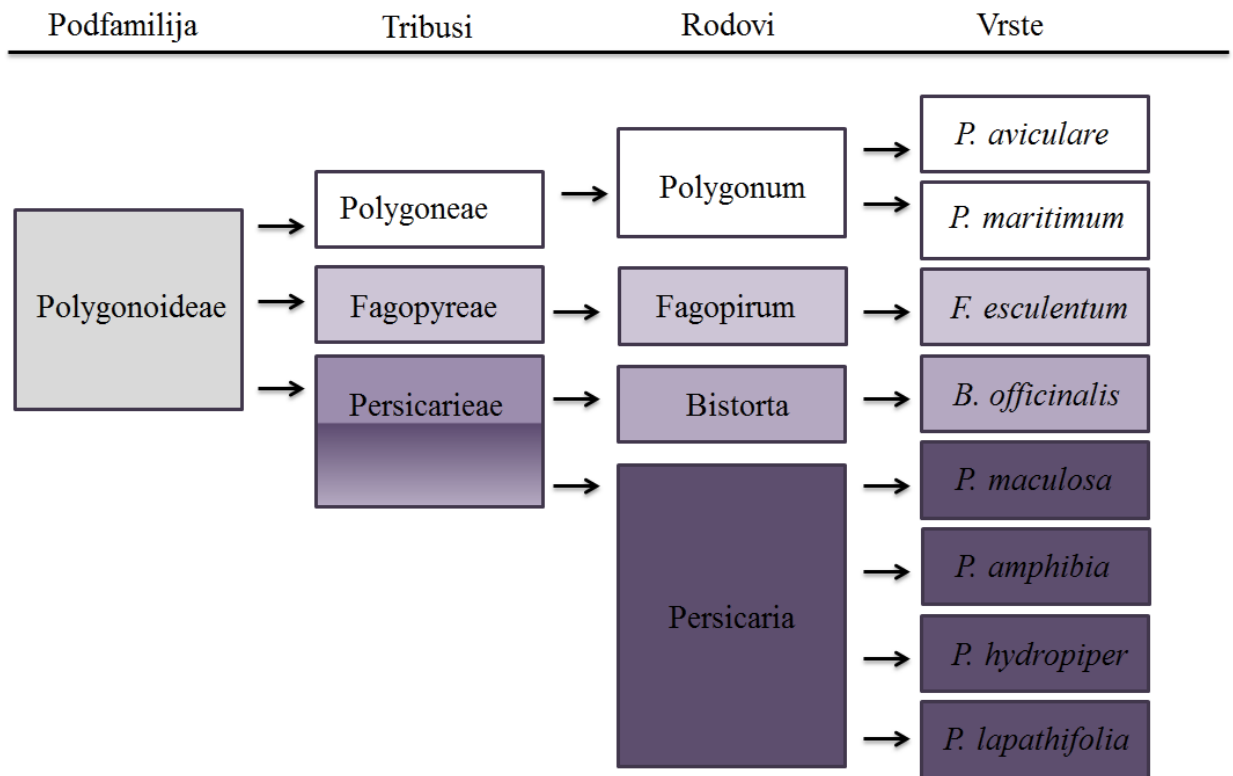 Podfamilija Tribusi Rodovi Vrste
Polygonoideae
Polygoneae
Fagopyreae
Persicarieae
Polygonum
Fagopirum
Bistorta
Persicaria
P. aviculare
P. maritimum
F. esculentum
B. officinalis
P. maculosa
P. amphibia
P. hydropiper
P. lapathifolia